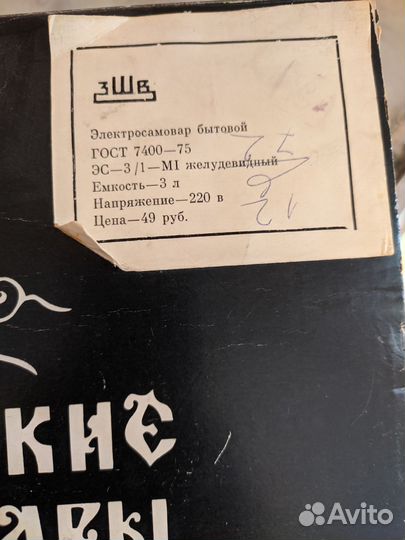 зШв
Электросамовар бытовой
ГОСТ 7400—75
ЭС—3/1—М1 желудевидный
Емкость—3 л
Напряжение—220 в
Цена—49 руб.
КИЕ
АРЫ
Avito